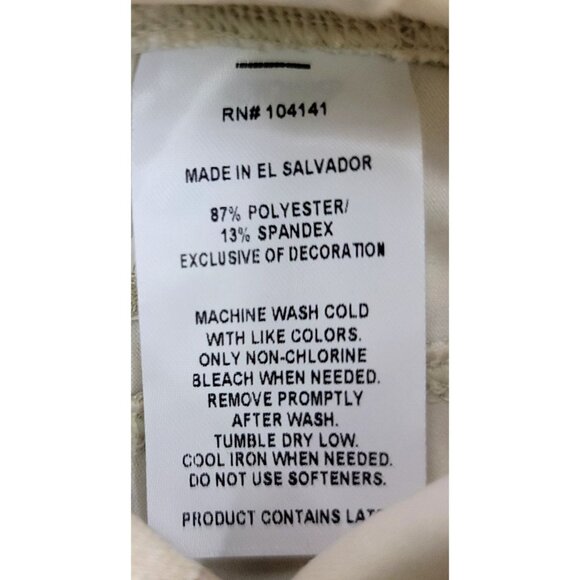 RN# 104141
MADE IN EL SALVADOR
87% POLYESTER/
13% SPANDEX
EXCLUSIVE OF DECORATION
MACHINE WASH COLD
WITH LIKE COLORS.
ONLY NON-CHLORINE
BLEACH WHEN NEEDED.
REMOVE PROMPTLY
AFTER WASH.
TUMBLE DRY LOW.
COOL IRON WHEN NEEDED.
DO NOT USE SOFTENERS.
PRODUCT CONTAINS